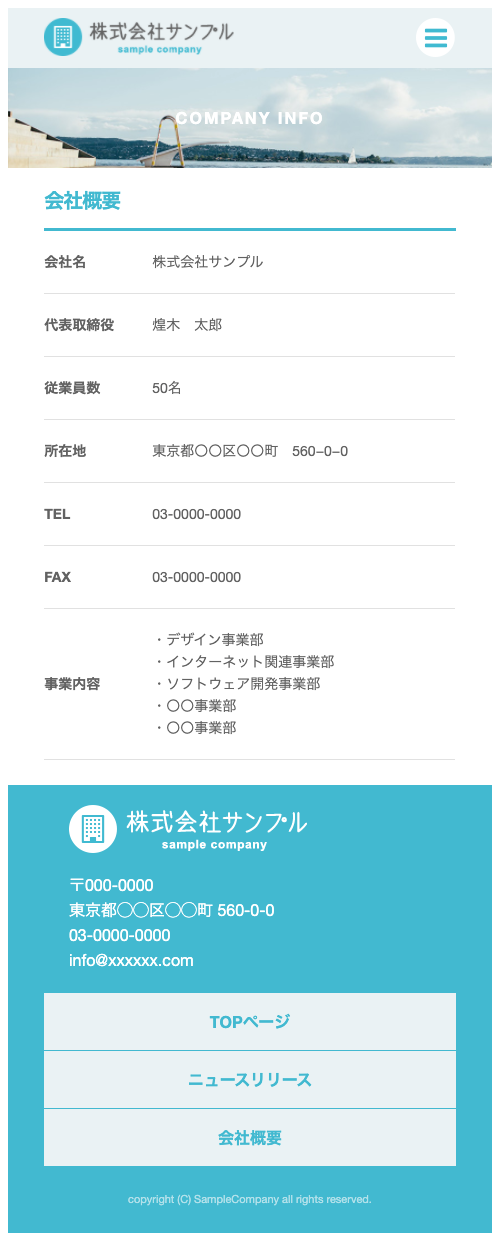 株式会社サンプル
sample company
COMPANY INFO
会社概要
会社名 株式会社サンプル
代表取締役 煌木　太郎
従業員数 50名
所在地 東京都〇〇区〇〇町　560−0−0
TEL 03-0000-0000
FAX 03-0000-0000
・デザイン事業部
・インターネット関連事業部
事業内容 ・ソフトウェア開発事業部
・〇〇事業部
・〇〇事業部
株式会社サンプル
sample company
〒000-0000
東京都◯◯区◯◯町 560-0-0
03-0000-0000
info@xxxxxx.com
TOPページ
ニュースリリース
会社概要
copyright (C) SampleCompany all rights reserved.